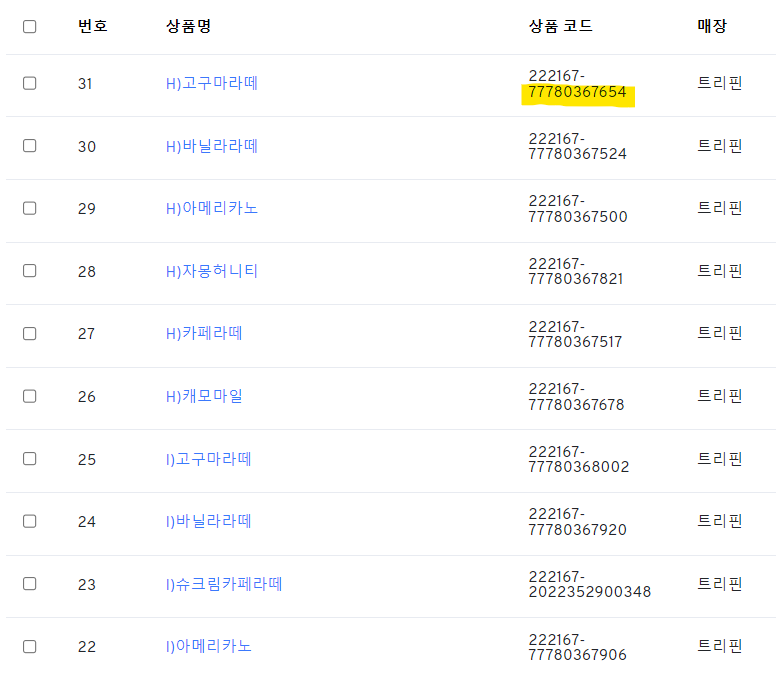 번호 상품명 상품 코드 매장
31 H)고구마라떼 222167-
77780367654 트리핀
30 H)바닐라라떼 222167-
77780367524 트리핀
29 H)아메리카노 222167-
77780367500 트리핀
28 H)자몽허니티 222167-
77780367821 트리핀
27 H)카페라떼 222167-
77780367517 트리핀
26 H)캐모마일 222167-
77780367678 트리핀
25 I)고구마라떼 222167-
77780368002 트리핀
24 I)바닐라라떼 222167-
77780367920 트리핀
23 I)슈크림카페라떼 222167-
2022352900348 트리핀
22 I)아메리카노 222167-
77780367906 트리핀